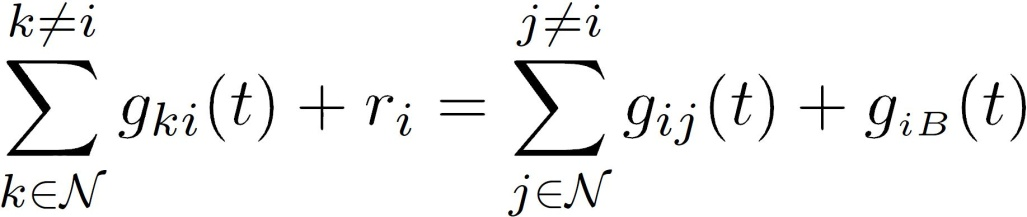 \sum_{k \in \mathcal{N}}^{k \neq i} g_{ki}(t) + r_i = \sum_{j \in \mathcal{N}}^{j \neq i} g_{ij}(t) + g_{iB}(t)